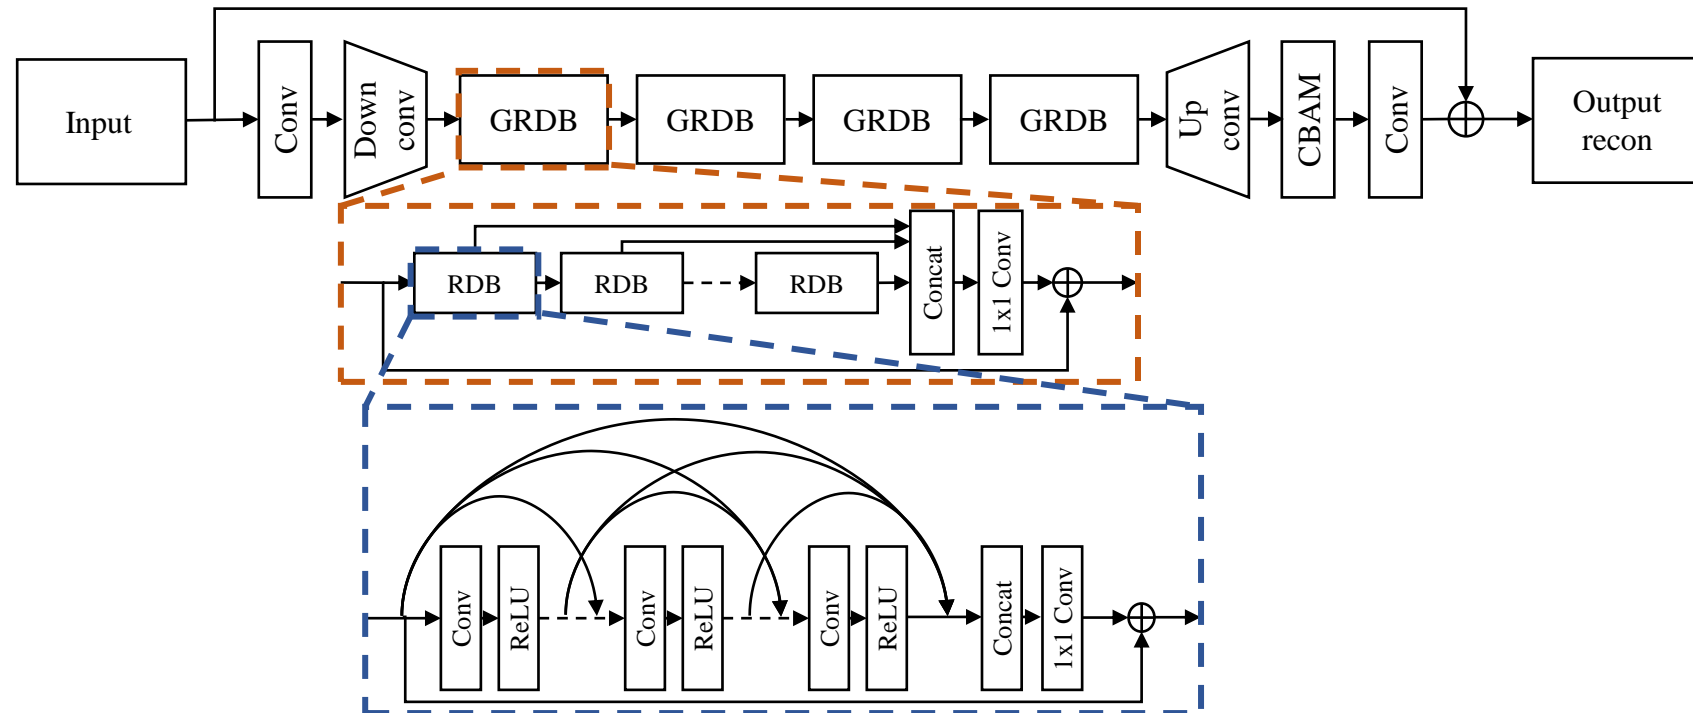 Input
Conv
Down
conv
GRDB
GRDB
GRDB
GRDB
Up
conv
CBAM
Conv
Output
recon
RDB
RDB
RDB
Concat
1x1 Conv
Conv
ReLU
Conv
ReLU
Conv
ReLU
Concat
1x1 Conv